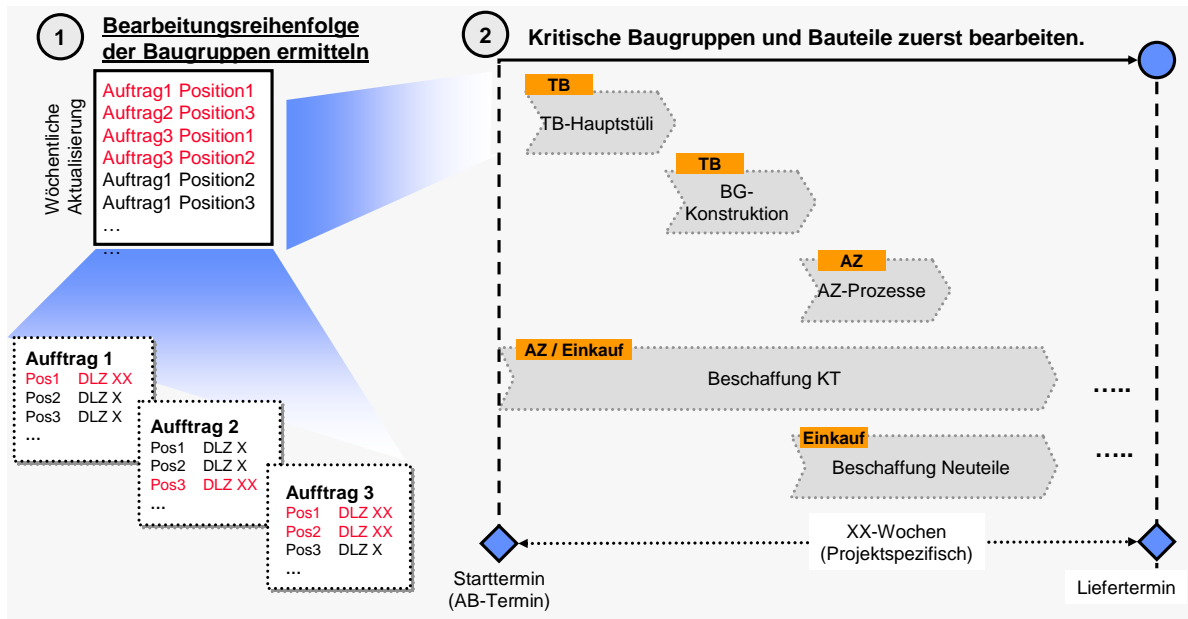 1
Bearbeitungsreihenfolge
der Baugruppen ermitteln
Wöchentliche
Aktualisierung
Auftrag1 Position1
Auftrag2 Position3
Auftrag3 Position1
Auftrag3 Position2
Auftrag1 Position2
Auftrag1 Position3
…
…
Aufftrag 1
Pos1 DLZ XX
Pos2 DLZ X
Pos3 DLZ X
…
Aufftrag 2
Pos1 DLZ X
Pos2 DLZ X
Pos3 DLZ XX
…
Aufftrag 3
Pos1 DLZ XX
Pos2 DLZ XX
Pos3 DLZ X
…
2
Kritische Baugruppen und Bauteile zuerst bearbeiten.
TB
TB-Hauptstüli
TB
BG-
Konstruktion
AZ
AZ-Prozesse
AZ / Einkauf
Beschaffung KT
…..
Einkauf
Beschaffung Neuteile
…..
XX-Wochen
(Projektspezifisch)
Starttermin
(AB-Termin)
Liefertermin